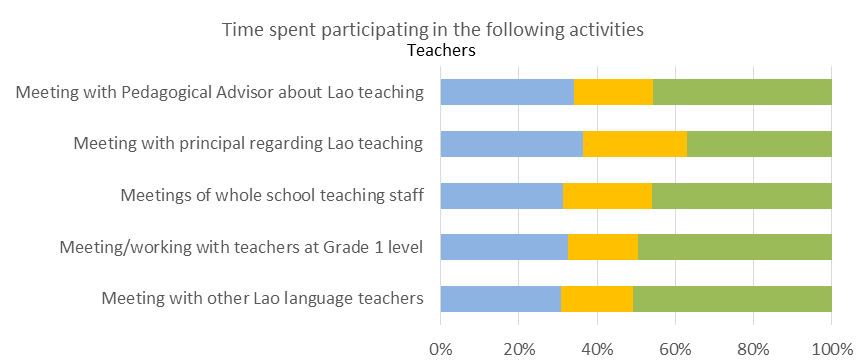 Time spent participating in the following activities
Teachers
Meeting with Pedagogical Advisor about Lao teaching
Meeting with principal regarding Lao teaching
Meetings of whole school teaching staff
Meeting/working with teachers at Grade 1 level
Meeting with other Lao language teachers
0% 20% 40% 60% 80% 100%